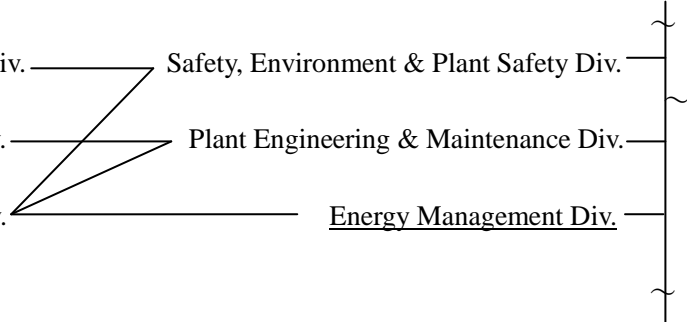 iv. Safety, Environment & Plant Safety Div.
. Plant Engineering & Maintenance Div.
. Energy Management Div.